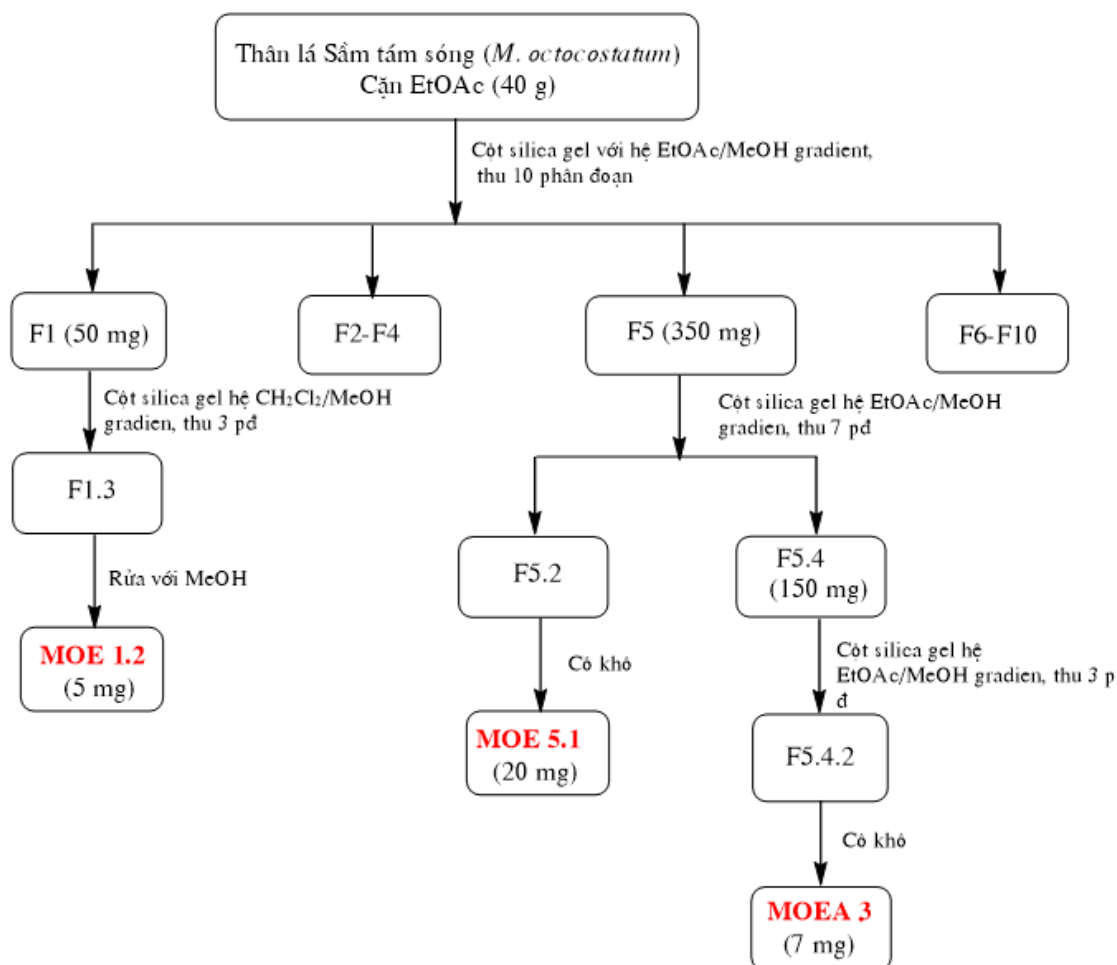 Thân lá Sầm tám sóng (M. octocostatum)
Cặn EtOAc (40 g)
Cột silica gel với hệ EtOAc/MeOH gradient,
thu 10 phân đoạn
F1 (50 mg)
F2-F4
F5 (350 mg)
F6-F10
Cột silica gel hệ CH₂Cl₂/MeOH
gradien, thu 3 pđ
Cột silica gel hệ EtOAc/MeOH
gradien, thu 7 pđ
F1.3
F5.2
F5.4
(150 mg)
Rửa với MeOH
Cô khô
Cột silica gel hệ
EtOAc/MeOH gradien, thu 3 p
đ
MOE 1.2
(5 mg)
MOE 5.1
(20 mg)
F5.4.2
Cô khô
MOEA 3
(7 mg)